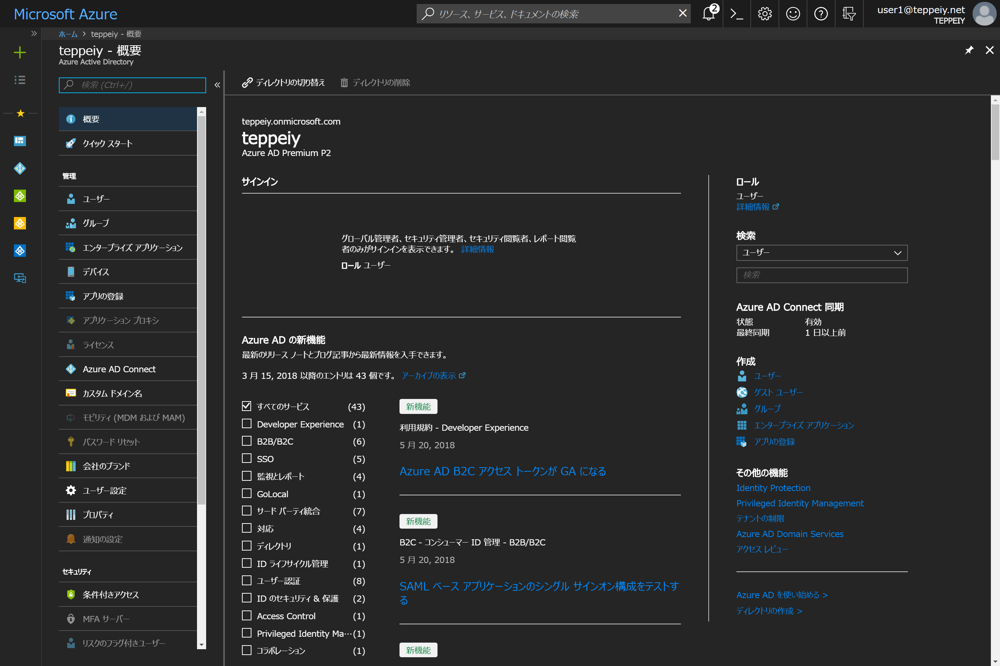 Microsoft Azure
リソース、サービス、ドキュメントの検索
2
user1@teppeiy.net
TEPPEIY
ホーム > teppeiy - 概要
teppeiy - 概要
Azure Active Directory
検索 (Ctrl+/)
概要
クイック スタート
管理
ユーザー
グループ
エンタープライズ アプリケーション
デバイス
アプリの登録
アプリケーション プロキシ
ライセンス
Azure AD Connect
カスタム ドメイン名
モビリティ (MDM および MAM)
パスワード リセット
会社のブランド
ユーザー設定
プロパティ
通知の設定
セキュリティ
条件付きアクセス
MFA サーバー
リスクのフラグ付きユーザー
ディレクトリの切り替え
ディレクトリの削除
teppeiy.onmicrosoft.com
teppeiy
Azure AD Premium P2
サインイン
グローバル管理者、セキュリティ管理者、セキュリティ閲覧者、レポート閲覧
者のみがサインインを表示できます。 詳細情報
ロール ユーザー
Azure AD の新機能
最新のリリース ノートとブログ記事から最新情報を入手できます。
3 月 15, 2018 以降のエントリは 43 個です。 アーカイブの表示
すべてのサービス (43)
Developer Experience (1)
B2B/B2C (6)
SSO (5)
監視とレポート (4)
GoLocal (1)
サード パーティ統合 (7)
対応 (4)
ディレクトリ (1)
ID ライフサイクル管理 (1)
ユーザー認証 (8)
ID のセキュリティ & 保護 (2)
Access Control (1)
Privileged Identity Ma… (1)
コラボレーション (1)
新機能
利用規約 - Developer Experience
5 月 20, 2018
Azure AD B2C アクセス トークンが GA になる
新機能
B2C - コンシューマー ID 管理 - B2B/B2C
5 月 20, 2018
SAML ベース アプリケーションのシングル サインオン構成をテストす
る
新機能
ロール
ユーザー
詳細情報
検索
ユーザー
検索
Azure AD Connect 同期
状態 有効
最終同期 1 日以上前
作成
ユーザー
ゲスト ユーザー
グループ
エンタープライズ アプリケーション
アプリの登録
その他の機能
Identity Protection
Privileged Identity Management
テナントの制限
Azure AD Domain Services
アクセス レビュー
Azure AD を使い始める >
ディレクトリの作成 >